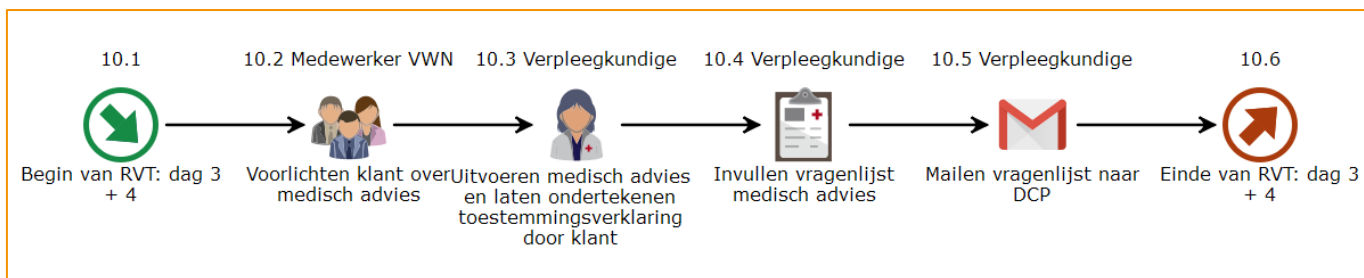 10.1
10.2 Medewerker VWN
10.3 Verpleegkundige
10.4 Verpleegkundige
10.5 Verpleegkundige
10.6
Begin van RVT: dag 3
+ 4
Voorlichten klant over
medisch advies
Uitvoeren medisch advies
en laten ondertekenen
toestemmingsverklaring
door klant
Invullen vragenlijst
medisch advies
Mailen vragenlijst naar
DCP
Einde van RVT: dag 3
+ 4